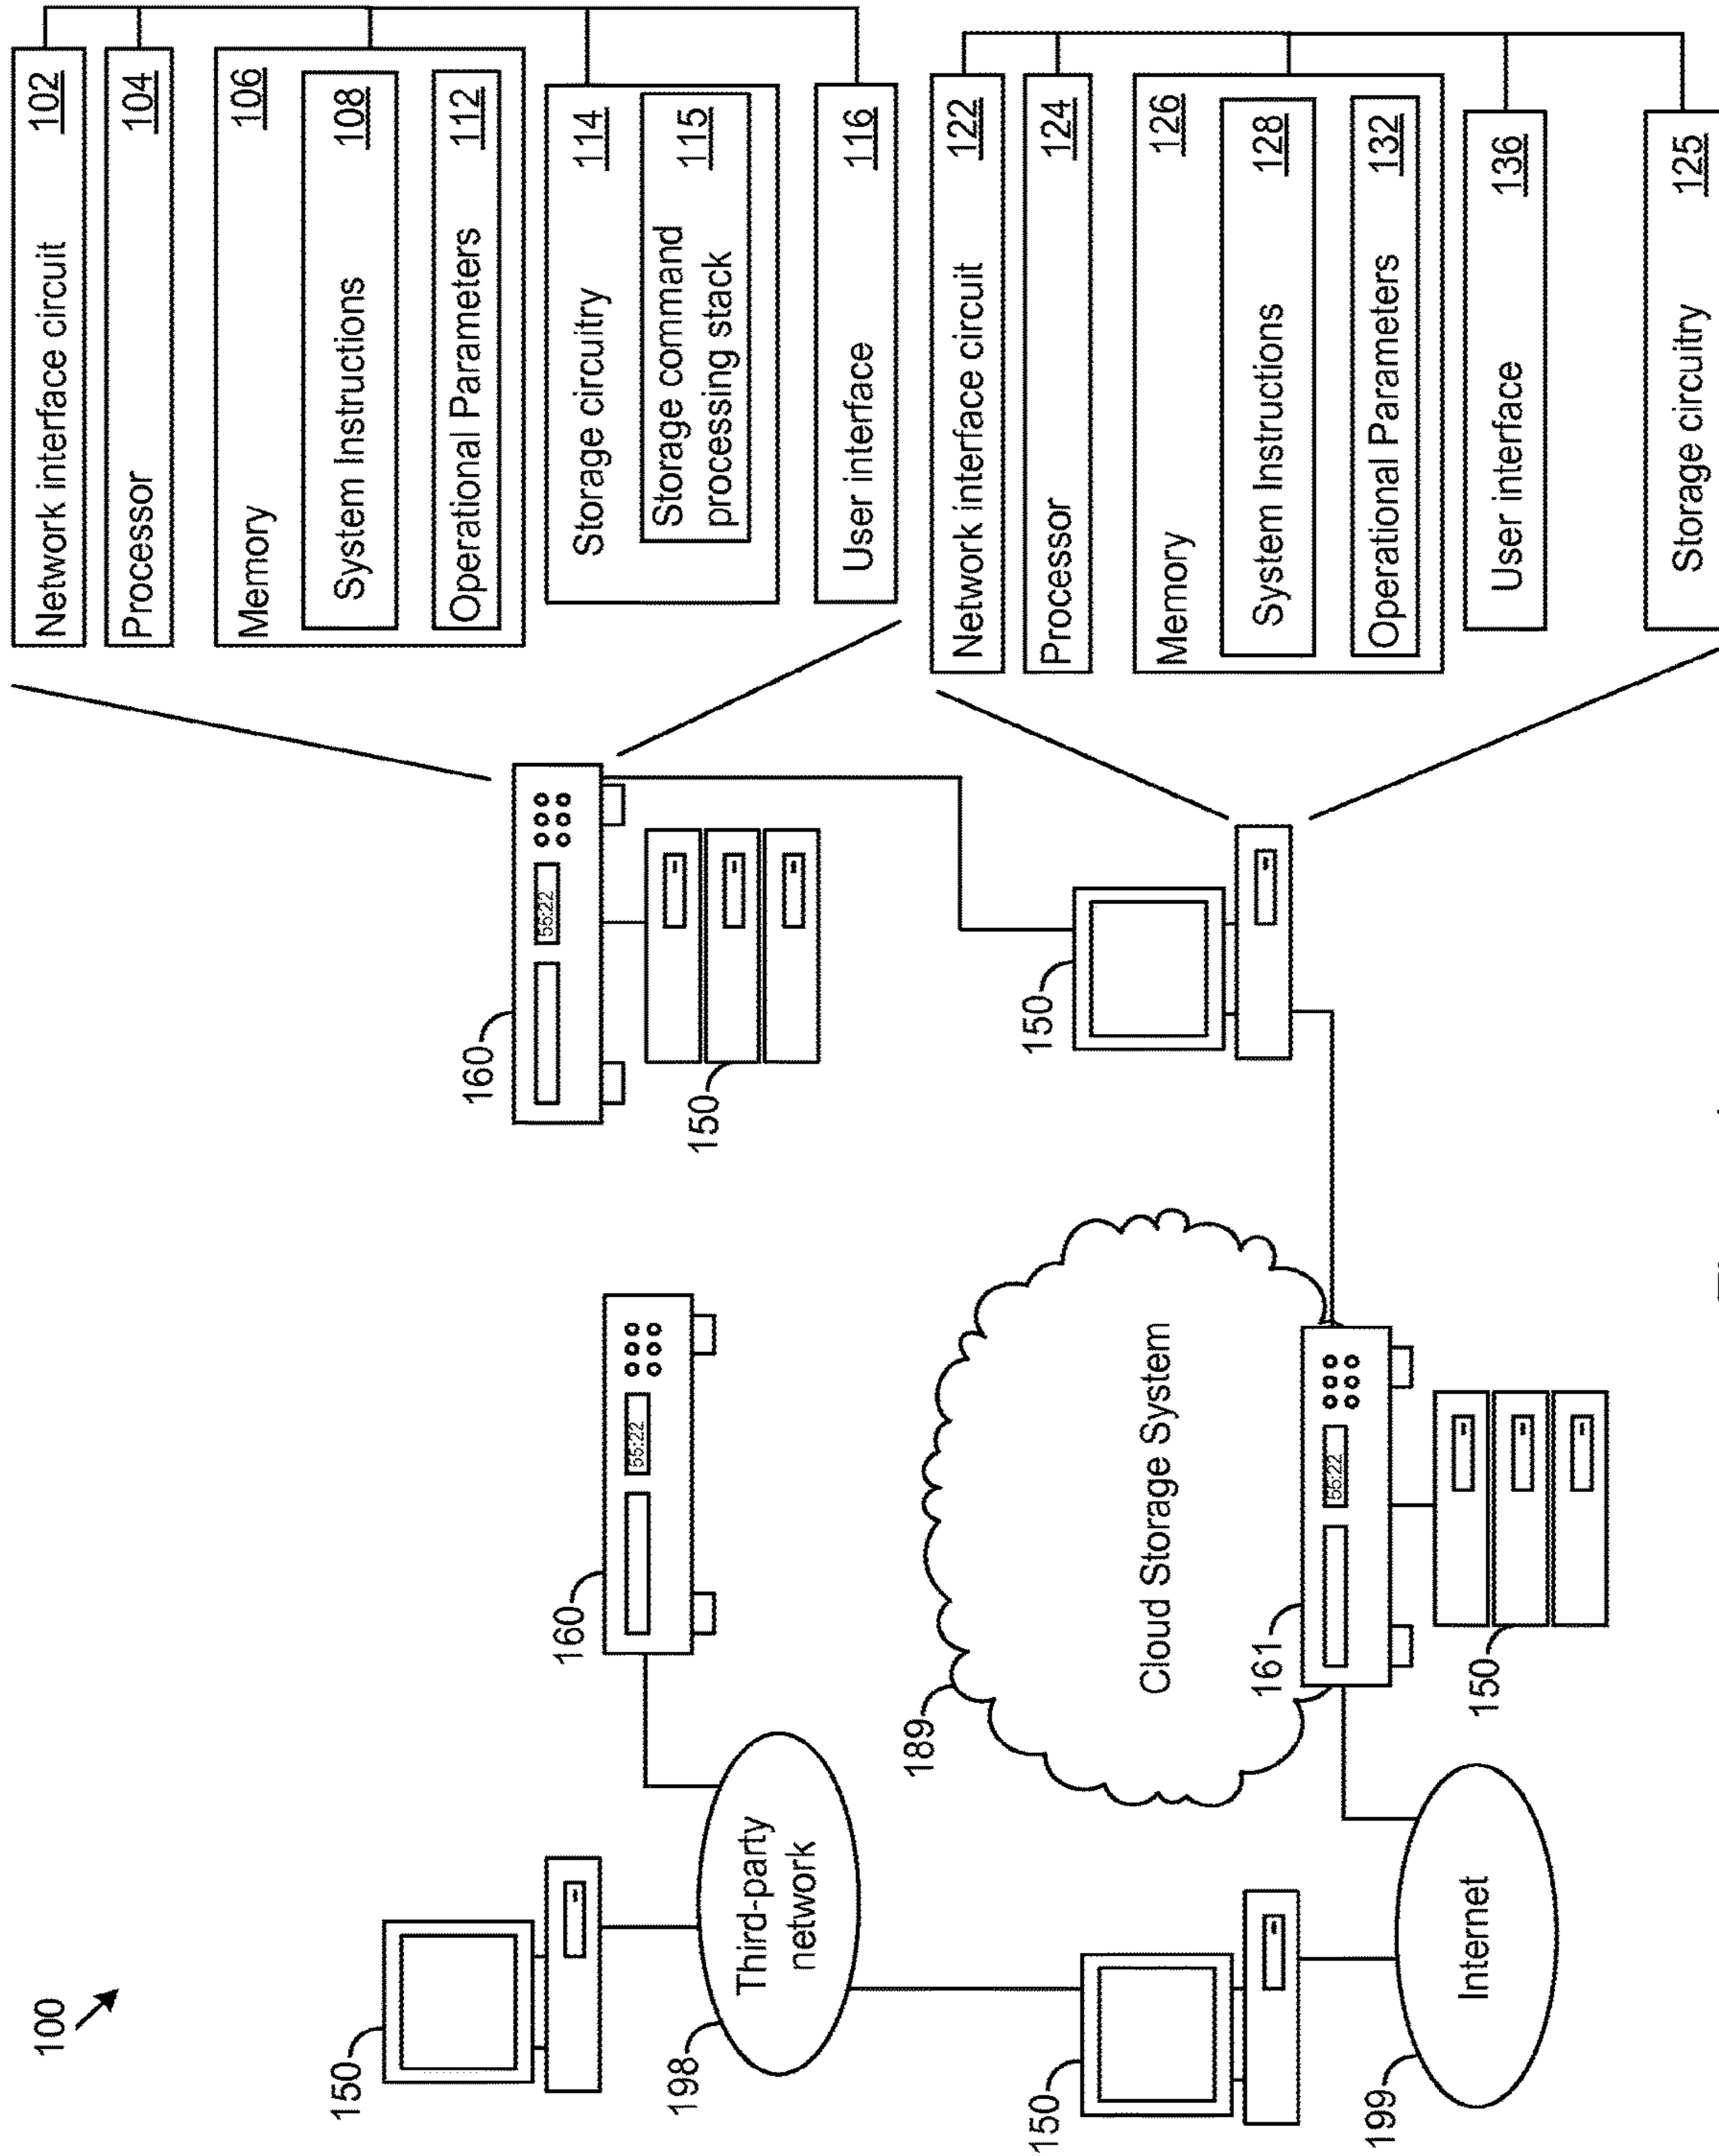 100
Network interface circuit 102
Processor 104
Memory 106
System Instructions 108
Operational Parameters 112
Storage circuitry 114
Storage command
processing stack 115
User interface 116
150
160
55:22
160
55:22
150
198
Third-party
network
189
Cloud Storage System
150
Network interface circuit 122
Processor 124
Memory 126
System Instructions 128
Operational Parameters 132
User interface 136
Storage circuitry 125
150
161
55:22
199
Internet
150